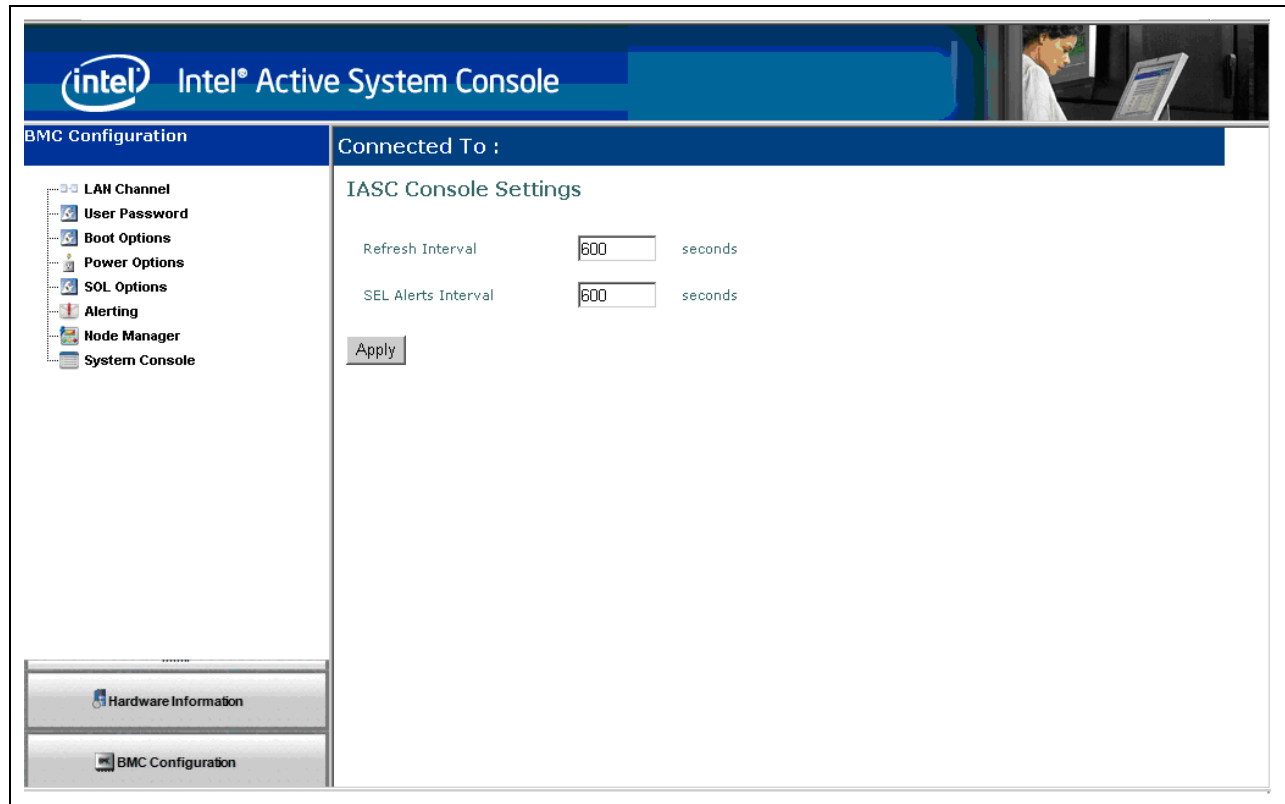 intel Intel® Active System Console
BMC Configuration
Connected To :
LAN Channel
User Password
Boot Options
Power Options
SOL Options
Alerting
Node Manager
System Console
IASC Console Settings
Refresh Interval 600 seconds
SEL Alerts Interval 600 seconds
Apply
Hardware Information
BMC Configuration